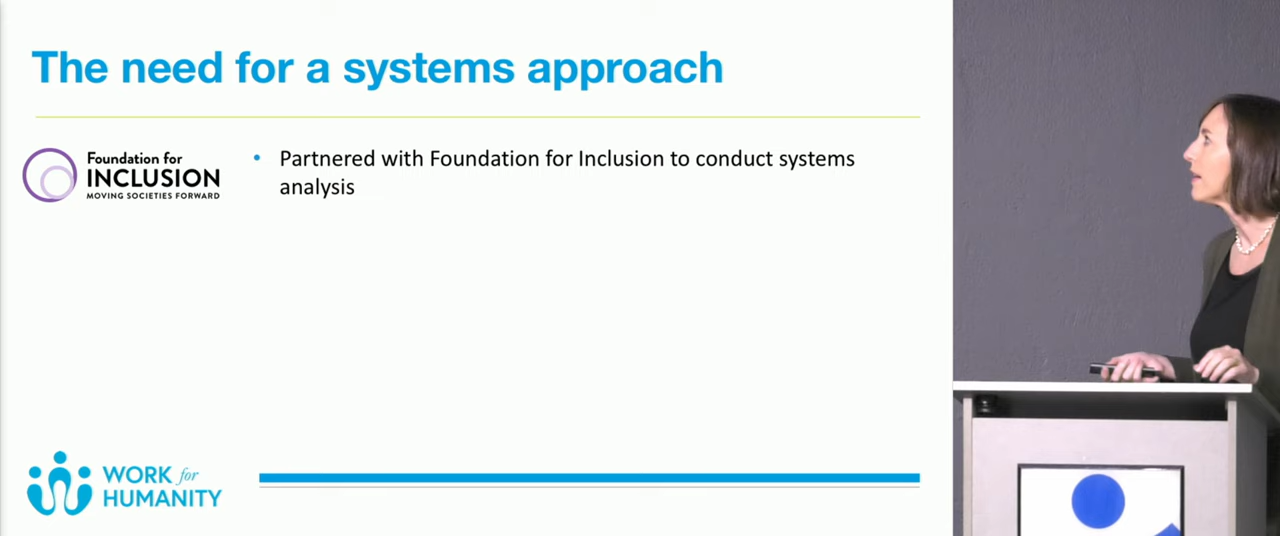 The need for a systems approach
Foundation for
INCLUSION
MOVING SOCIETIES FORWARD
• Partnered with Foundation for Inclusion to conduct systems
analysis
WORK for
HUMANITY